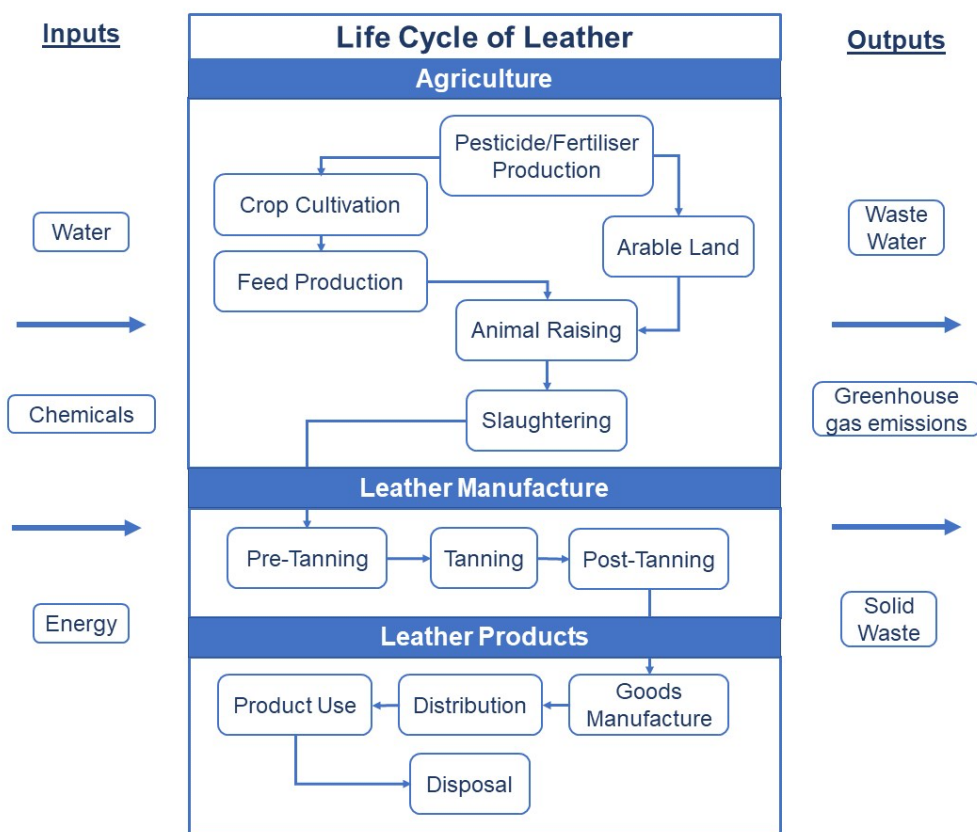 Inputs
Life Cycle of Leather
Outputs
Agriculture
Pesticide/Fertiliser
Production
Crop Cultivation
Water
Waste
Water
Arable Land
Feed Production
Animal Raising
Chemicals
Slaughtering
Greenhouse
gas emissions
Leather Manufacture
Pre-Tanning
Tanning
Post-Tanning
Energy
Solid
Waste
Leather Products
Product Use
Distribution
Goods
Manufacture
Disposal